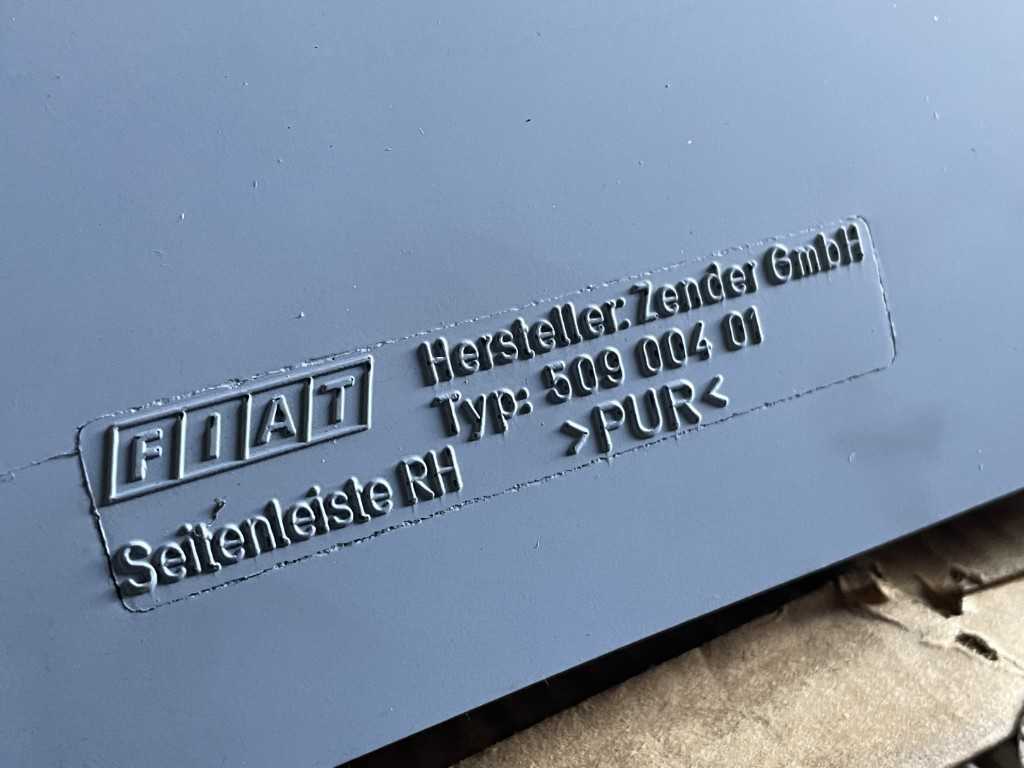 FIAT
Hersteller: Zender GmbH
Typ: 509 004 01
>PUR<
Seitenleiste RH